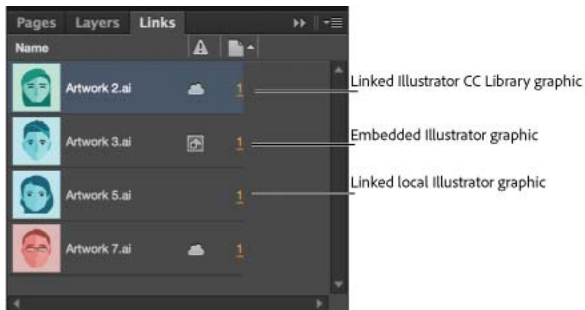 Pages Layers Links
Name
Artwork 2.ai 1 Linked Illustrator CC Library graphic
Artwork 3.ai 1 Embedded Illustrator graphic
Artwork 5.ai 1 Linked local Illustrator graphic
Artwork 7.ai 1